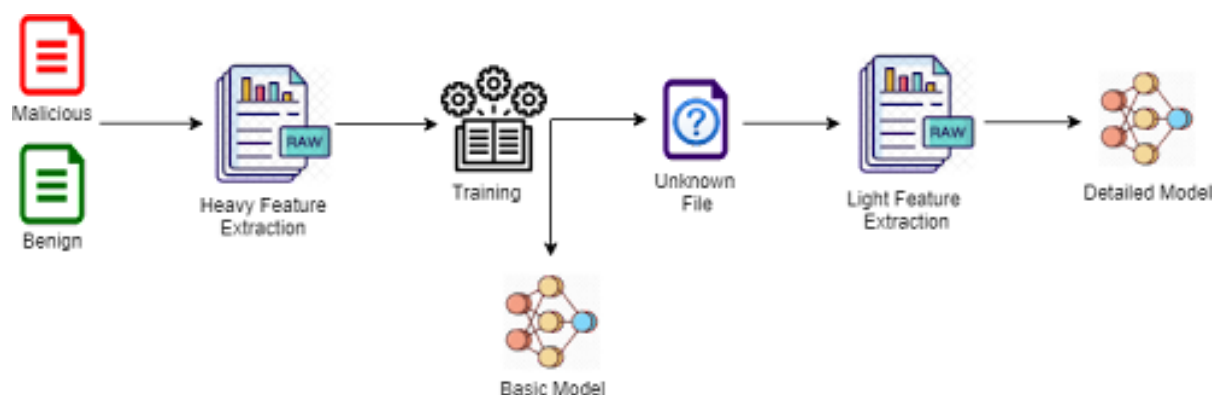 Malicious
Benign
RAW
Heavy Feature
Extraction
Training
Basic Model
?
Unknown
File
RAW
Light Feature
Extraction
Detailed Model